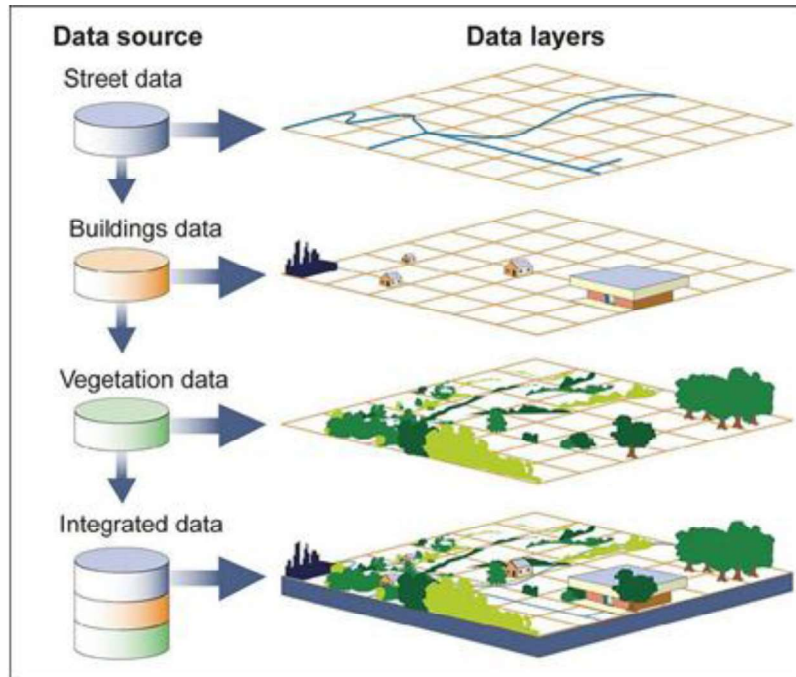 Data source
Data layers
Street data
Buildings data
Vegetation data
Integrated data